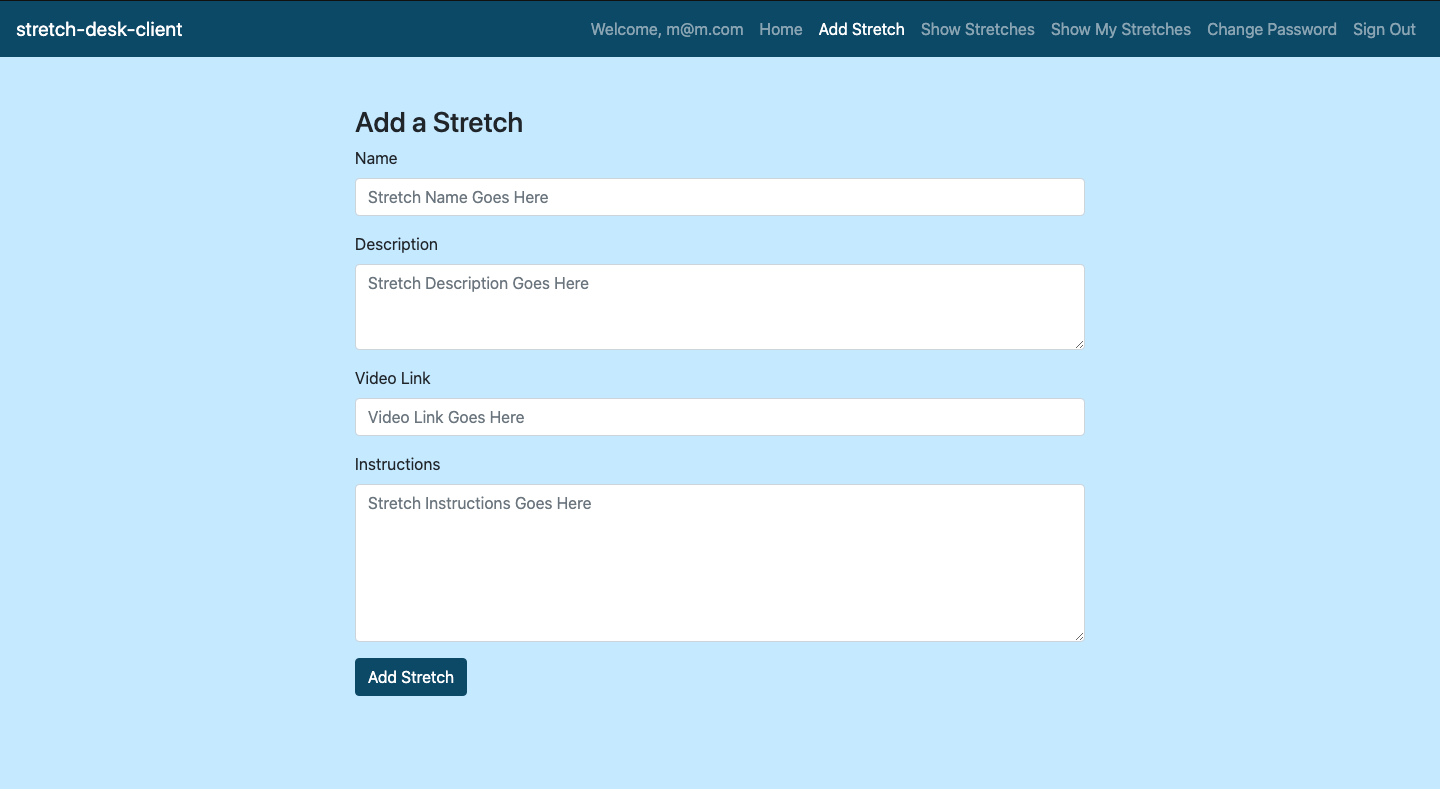 stretch-desk-client Welcome, m@m.com Home Add Stretch Show Stretches Show My Stretches Change Password Sign Out
Add a Stretch
Name
Stretch Name Goes Here
Description
Stretch Description Goes Here
Video Link
Video Link Goes Here
Instructions
Stretch Instructions Goes Here
Add Stretch